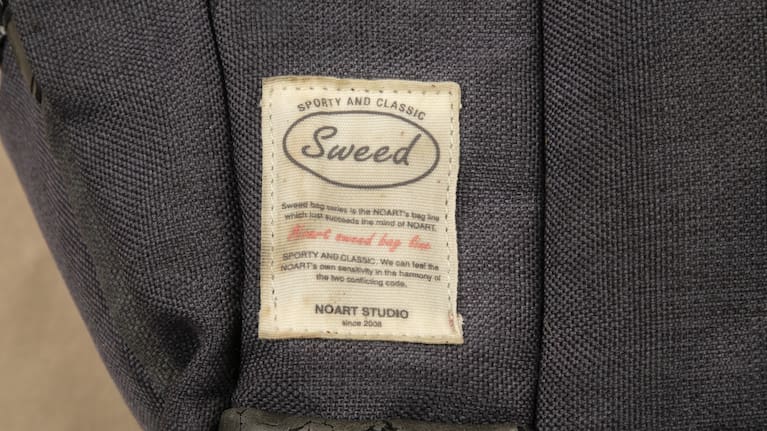 SPORTY AND CLASSIC
Sweed
Sweed bag series is the NOART's bag line
which just succeeds the mind of NOART.
Noart sweed bag line
SPORTY AND CLASSIC. We can feel the
NOART's own sensitivity in the harmony of
the two conflicting code.
NOART STUDIO
since 2008